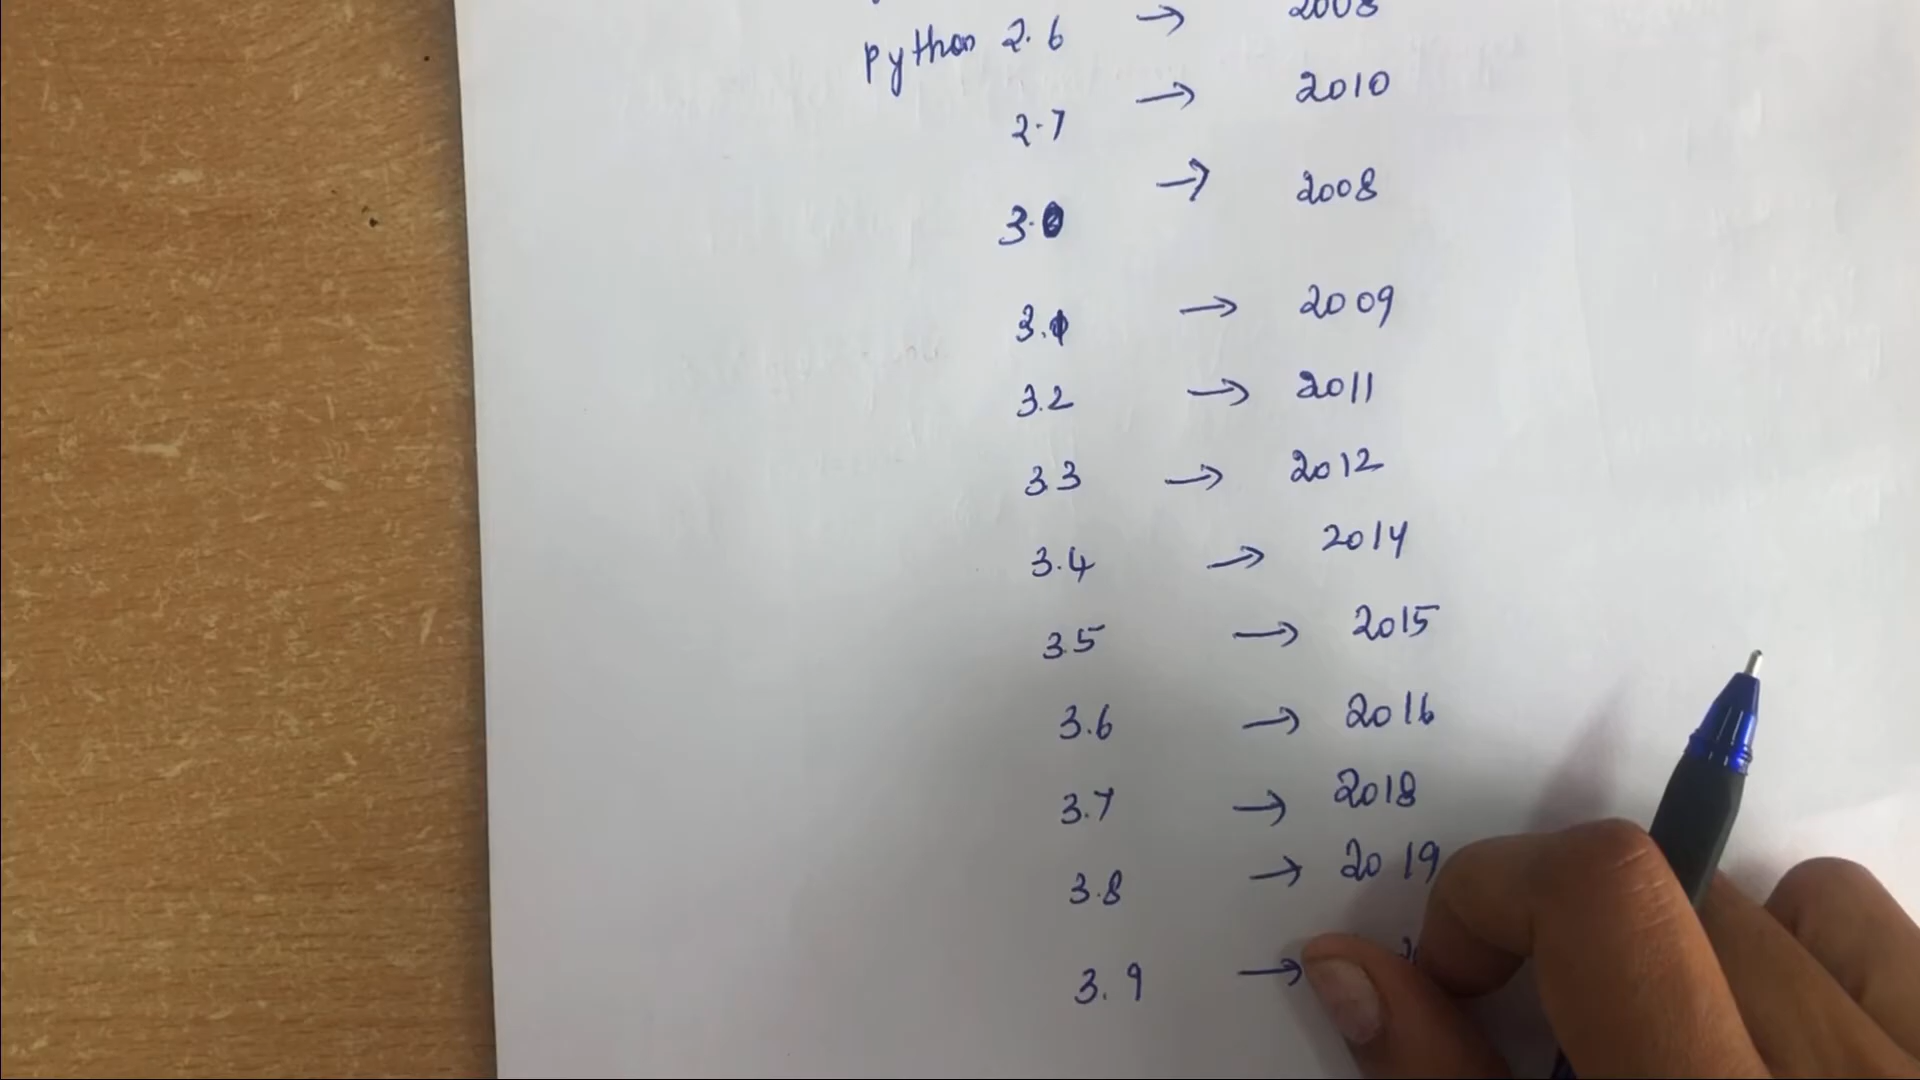 Python 2.6 → 2008
2.7 → 2010
3.0 → 2008
3.1 → 2009
3.2 → 2011
3.3 → 2012
3.4 → 2014
3.5 → 2015
3.6 → 2016
3.7 → 2018
3.8 → 2019
3.9 →